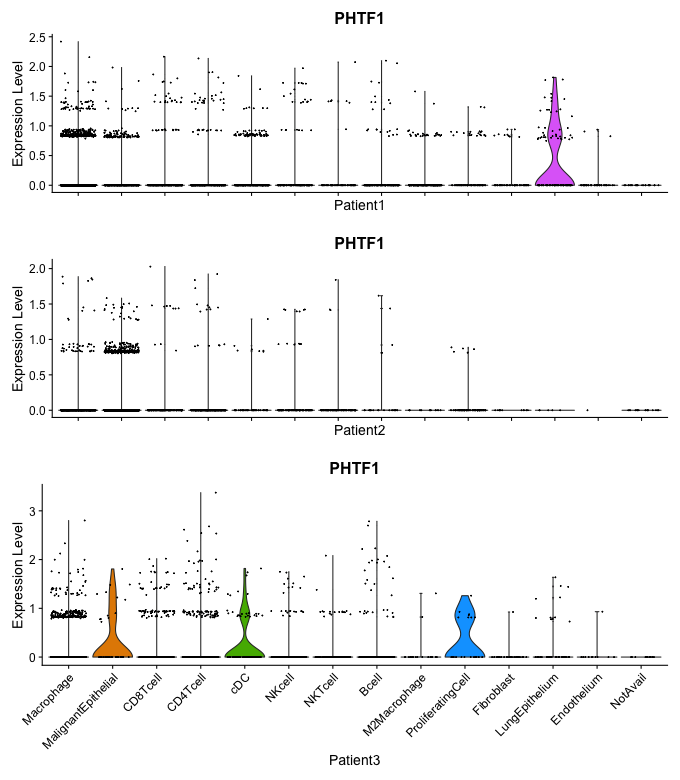 PHTF1
Expression Level
2.5
2.0
1.5
1.0
0.5
0.0
Patient1
PHTF1
Expression Level
2.0
1.5
1.0
0.5
0.0
Patient2
PHTF1
Expression Level
3
2
1
0
Macrophage
MalignantEpithelial
CD8Tcell
CD4Tcell
cDC
NKcell
NKTcell
Bcell
M2Macrophage
ProliferatingCell
Fibroblast
LungEpithelium
Endothelium
NotAvail
Patient3